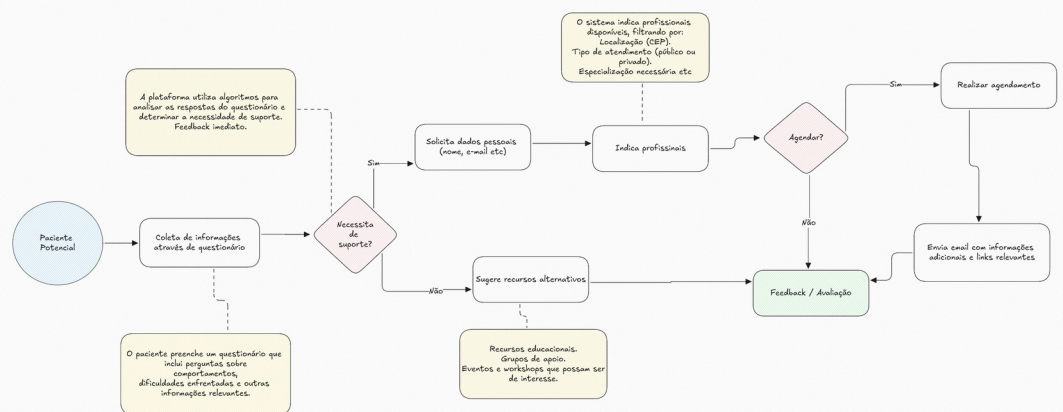 O sistema indica profissionais
disponíveis, filtrando por:
Localização (CEP).
Tipo de atendimento (público ou
privado).
Especialização necessária etc
A plataforma utiliza algoritmos para
analisar as respostas do questionário e
determinar a necessidade de suporte.
Feedback imediato.
Sim
Realizar agendamento
Solicita dados pessoais
(nome, e-mail etc)
Indica profissinais
Agendar?
Sim
Paciente
Potencial
Coleta de informações
através de questionário
Necessita
de
suporte?
Não
Envia email com informações
adicionais e links relevantes
Sugere recursos alternativos
Não
Feedback / Avaliação
O paciente preenche um questionário que
inclui perguntas sobre
comportamentos,
dificuldades enfrentadas e outras
informações relevantes.
Recursos educacionais.
Grupos de apoio.
Eventos e workshops que possam ser
de interesse.